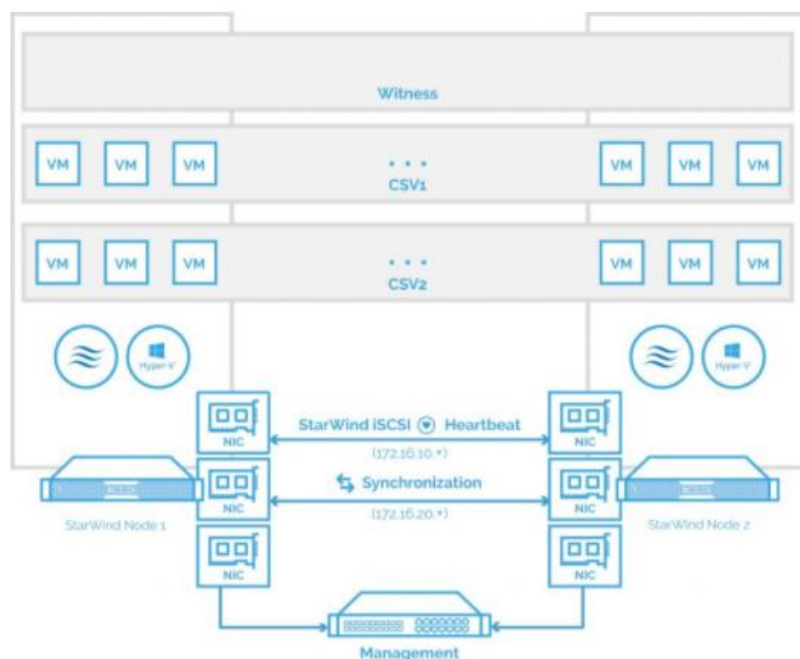 Witness
VM VM VM ... VM VM VM
CSV1
VM VM VM ... VM VM VM
CSV2
Hyper-V Hyper-V
NIC StarWind iSCSI Heartbeat NIC
(172.16.10.*)
NIC Synchronization NIC
(172.16.20.*)
StarWind Node 1 StarWind Node 2
NIC NIC
Management